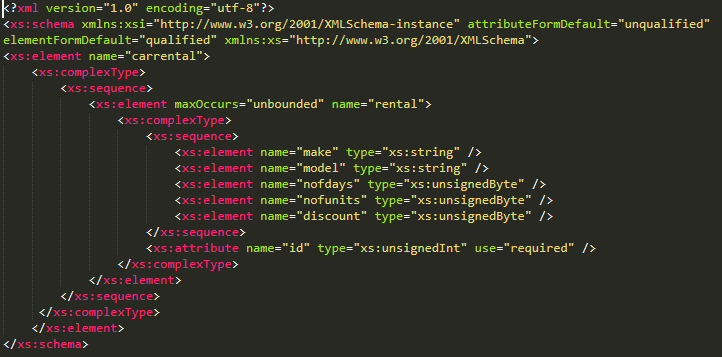 <?xml version="1.0" encoding="utf-8"?>
<xs:schema xmlns:xsi="http://www.w3.org/2001/XMLSchema-instance" attributeFormDefault="unqualified"
elementFormDefault="qualified" xmlns:xs="http://www.w3.org/2001/XMLSchema">
<xs:element name="carrental">
    <xs:complexType>
        <xs:sequence>
            <xs:element maxOccurs="unbounded" name="rental">
                <xs:complexType>
                    <xs:sequence>
                        <xs:element name="make" type="xs:string" />
                        <xs:element name="model" type="xs:string" />
                        <xs:element name="nofdays" type="xs:unsignedByte" />
                        <xs:element name="nofunits" type="xs:unsignedByte" />
                        <xs:element name="discount" type="xs:unsignedByte" />
                    </xs:sequence>
                    <xs:attribute name="id" type="xs:unsignedInt" use="required" />
                </xs:complexType>
            </xs:element>
        </xs:sequence>
     </xs:complexType>
    </xs:element>
</xs:schema>